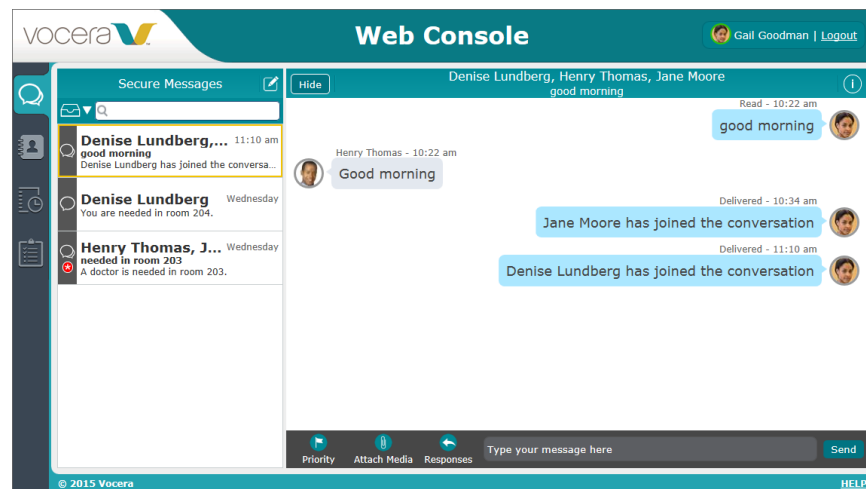 vocera
Web Console
Gail Goodman | Logout
Secure Messages
Hide
Denise Lundberg, Henry Thomas, Jane Moore
good morning
Denise Lundberg,... 11:10 am
good morning
Denise Lundberg has joined the conversa...
Denise Lundberg Wednesday
You are needed in room 204.
Henry Thomas, J... Wednesday
needed in room 203
A doctor is needed in room 203.
Read - 10:22 am
good morning
Henry Thomas - 10:22 am
Good morning
Delivered - 10:34 am
Jane Moore has joined the conversation
Delivered - 11:10 am
Denise Lundberg has joined the conversation
Priority
Attach Media
Responses
Type your message here
Send
© 2015 Vocera
HELP